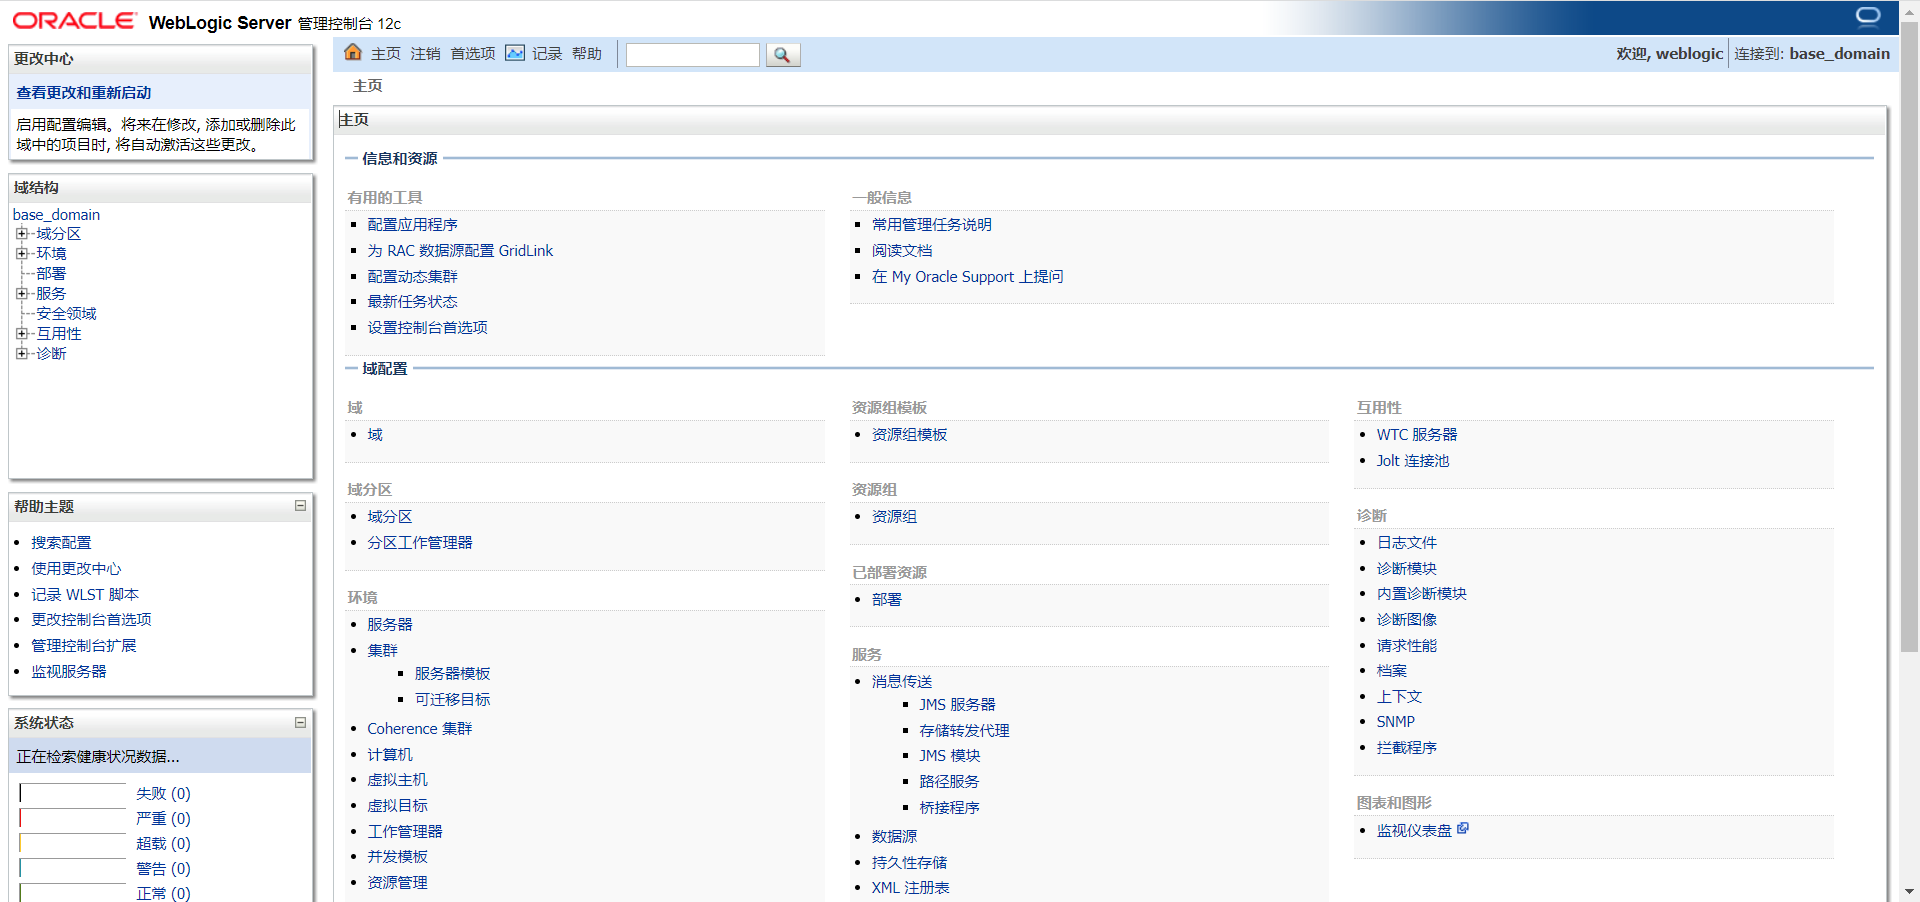 ORACLE WebLogic Server 管理控制台 12c
更改中心
查看更改和重新启动
启用配置编辑。将来在修改, 添加或删除此
域中的项目时, 将自动激活这些更改。
域结构
base_domain
域分区
环境
部署
服务
安全领域
互用性
诊断
帮助主题
搜索配置
使用更改中心
记录 WLST 脚本
更改控制台首选项
管理控制台扩展
监视服务器
系统状态
正在检索健康状况数据...
失败 (0)
严重 (0)
超载 (0)
警告 (0)
正常 (0)
主页 注销 首选项 记录 帮助
欢迎, weblogic 连接到: base_domain
主页
主页
信息和资源
有用的工具
配置应用程序
为 RAC 数据源配置 GridLink
配置动态集群
最新任务状态
设置控制台首选项
一般信息
常用管理任务说明
阅读文档
在 My Oracle Support 上提问
域配置
域
域
域分区
域分区
分区工作管理器
环境
服务器
集群
服务器模板
可迁移目标
Coherence 集群
计算机
虚拟主机
虚拟目标
工作管理器
并发模板
资源管理
资源组模板
资源组模板
资源组
资源组
已部署资源
部署
服务
消息传送
JMS 服务器
存储转发代理
JMS 模块
路径服务
桥接程序
数据源
持久性存储
XML 注册表
互用性
WTC 服务器
Jolt 连接池
诊断
日志文件
诊断模块
内置诊断模块
诊断图像
请求性能
档案
上下文
SNMP
拦截程序
图表和图形
监视仪表盘